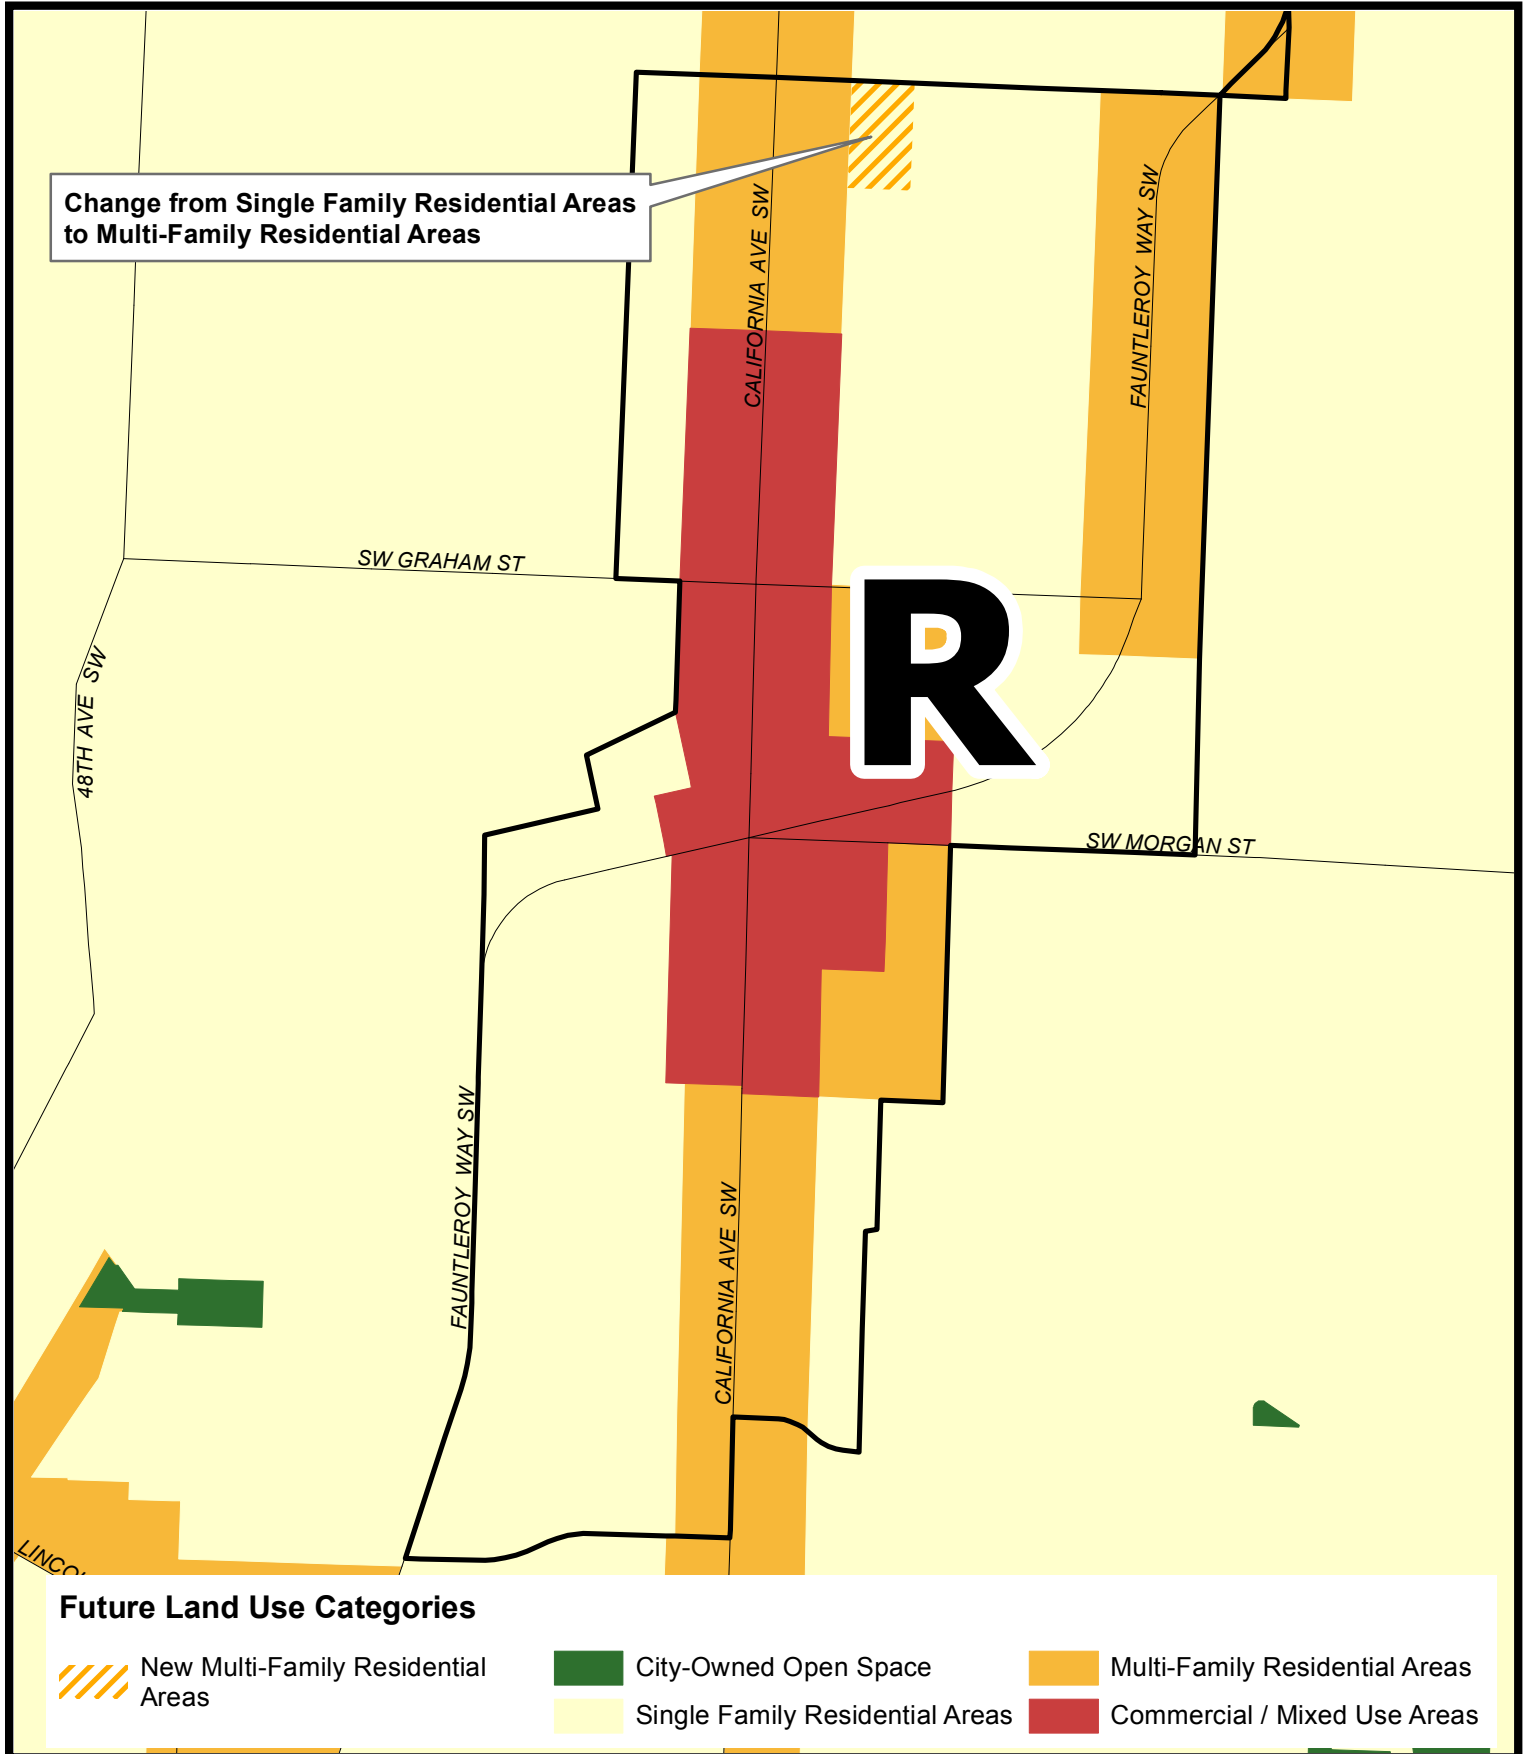 Change from Single Family Residential Areas
to Multi-Family Residential Areas
CALIFORNIA AVE SW
FAUNTLEROY WAY SW
SW GRAHAM ST
R
48TH AVE SW
SW MORGAN ST
FAUNTLEROY WAY SW
CALIFORNIA AVE SW
Future Land Use Categories
New Multi-Family Residential
Areas
City-Owned Open Space
Single Family Residential Areas
Multi-Family Residential Areas
Commercial / Mixed Use Areas